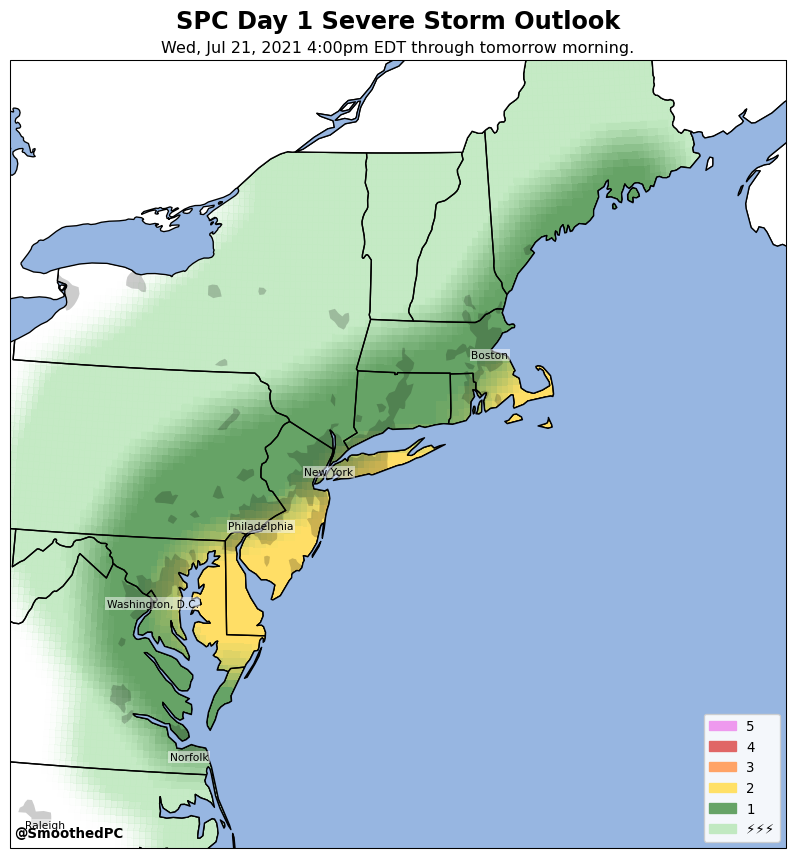 SPC Day 1 Severe Storm Outlook
Wed, Jul 21, 2021 4:00pm EDT through tomorrow morning.
Boston
New York
Philadelphia
Washington, D.C.
Norfolk
Raleigh
@SmoothedPC
5
4
3
2
1
⚡⚡⚡